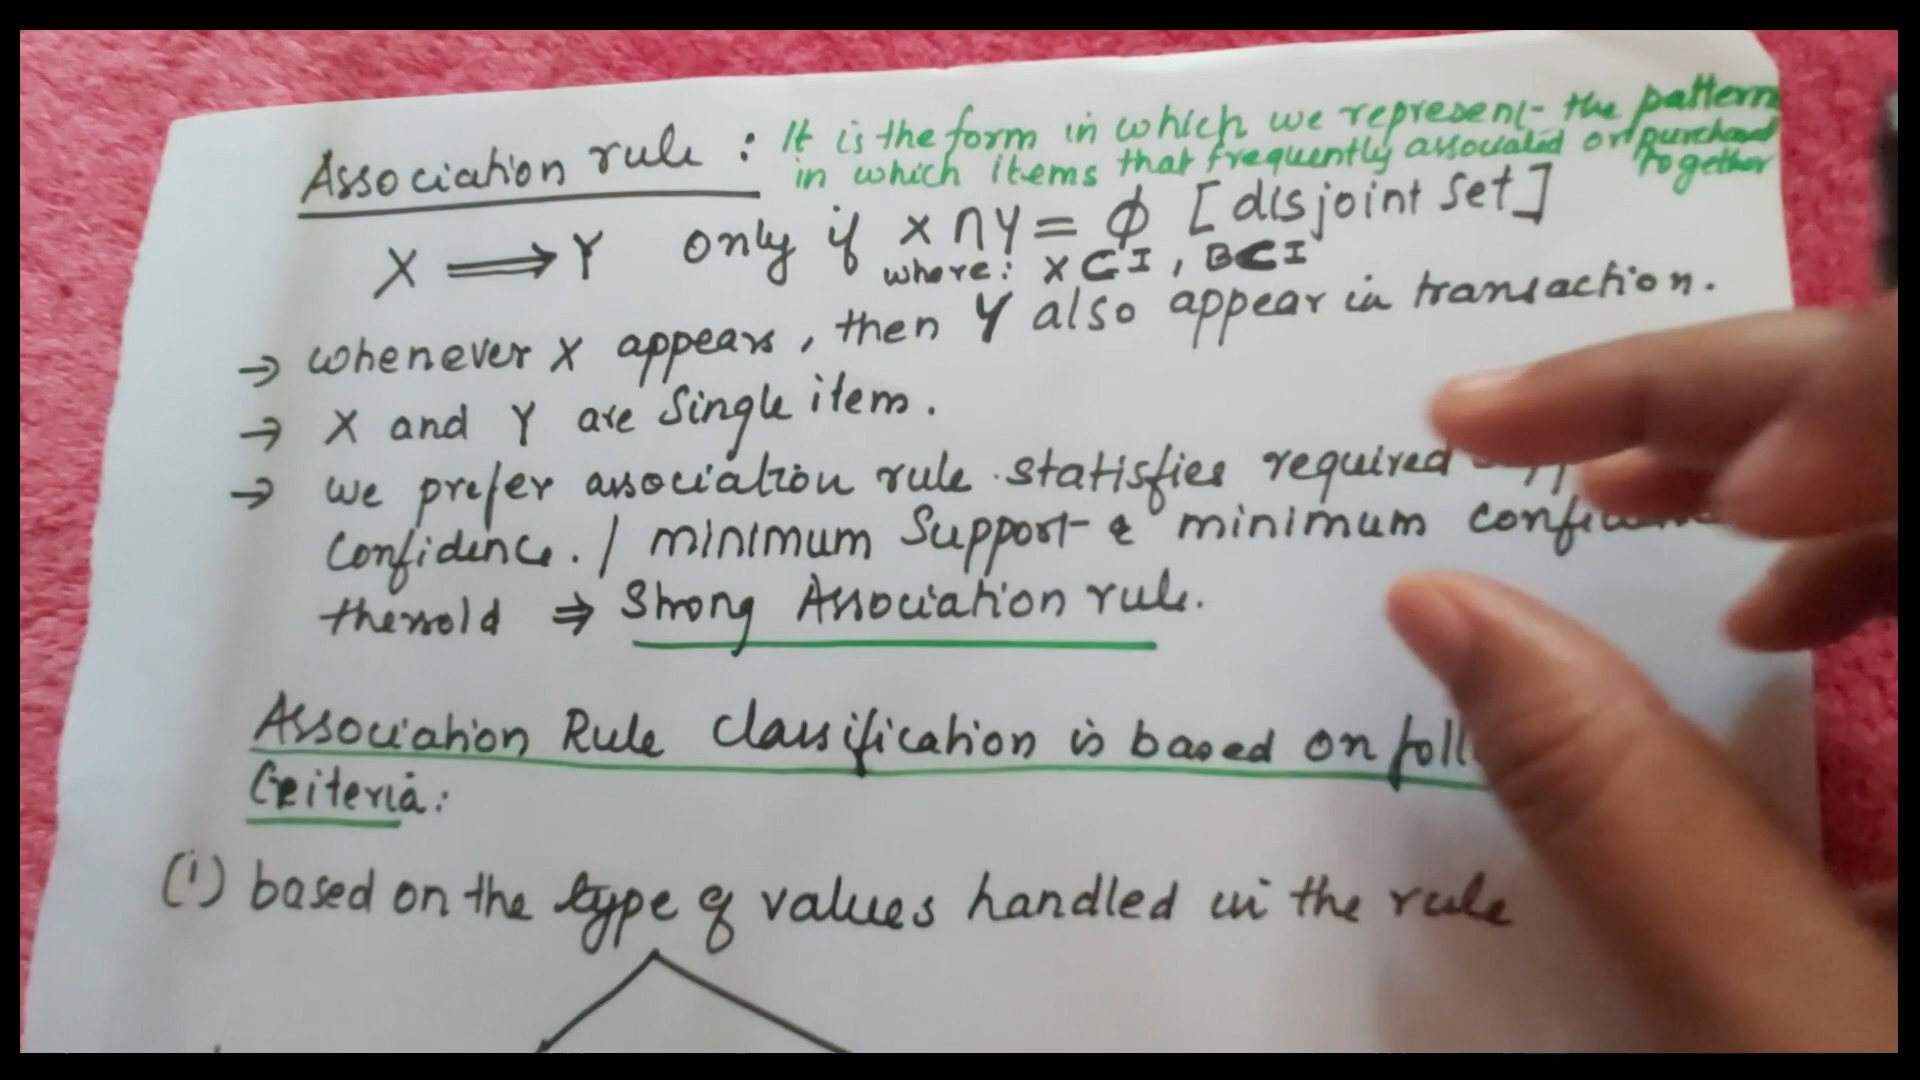 Association rule : It is the form in which we represent the pattern
in which items that frequently associated or purchased
together
X ⟹ Y only if X ∩ Y = ϕ [disjoint set]
where: X ⊂ I, B ⊂ I
→ whenever X appears, then Y also appear in transaction.
→ X and Y are Single item.
→ we prefer association rule statisfies required
Confidence. / minimum Support & minimum
thersold ⇒ Strong Association rule.
Association Rule classification is based on
Criteria:
(i) based on the type of values handled in the rule